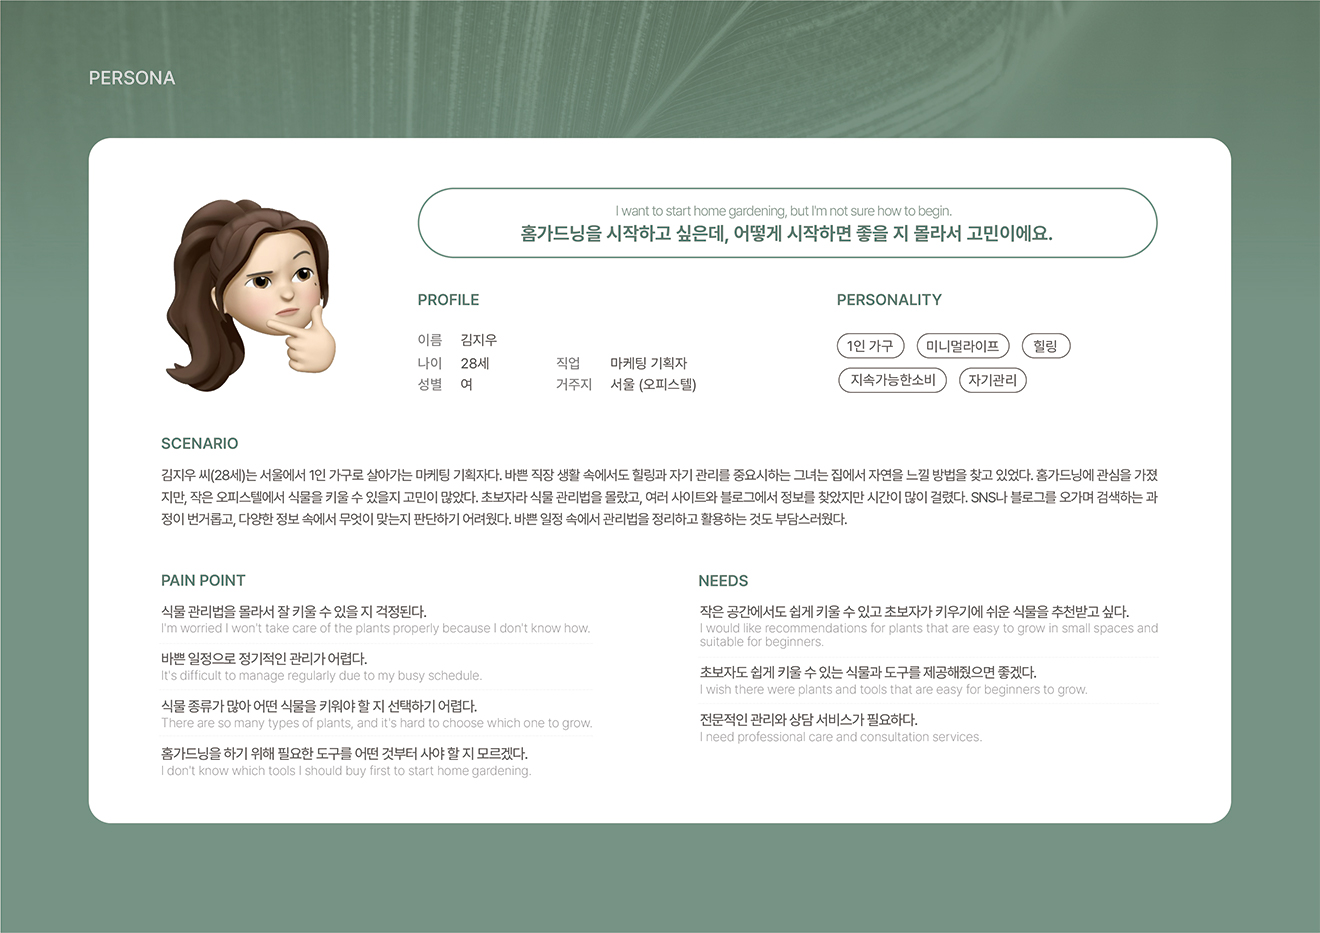 PERSONA
I want to start home gardening, but I'm not sure how to begin.
홈가드닝을 시작하고 싶은데, 어떻게 시작하면 좋을 지 몰라서 고민이에요.
PROFILE
이름 김지우
나이 28세 직업 마케팅 기획자
성별 여 거주지 서울 (오피스텔)
PERSONALITY
1인 가구 미니멀라이프 힐링
지속가능한소비 자기관리
SCENARIO
김지우 씨(28세)는 서울에서 1인 가구로 살아가는 마케팅 기획자다. 바쁜 직장 생활 속에서도 힐링과 자기 관리를 중요시하는 그녀는 집에서 자연을 느낄 방법을 찾고 있었다. 홈가드닝에 관심을 가졌
지만, 작은 오피스텔에서 식물을 키울 수 있을지 고민이 많았다. 초보자라 식물 관리법을 몰랐고, 여러 사이트와 블로그에서 정보를 찾았지만 시간이 많이 걸렸다. SNS나 블로그를 오가며 검색하는 과
정이 번거롭고, 다양한 정보 속에서 무엇이 맞는지 판단하기 어려웠다. 바쁜 일정 속에서 관리법을 정리하고 활용하는 것도 부담스러웠다.
PAIN POINT
식물 관리법을 몰라서 잘 키울 수 있을 지 걱정된다.
I'm worried I won't take care of the plants properly because I don't know how.
바쁜 일정으로 정기적인 관리가 어렵다.
It's difficult to manage regularly due to my busy schedule.
식물 종류가 많아 어떤 식물을 키워야 할 지 선택하기 어렵다.
There are so many types of plants, and it's hard to choose which one to grow.
홈가드닝을 하기 위해 필요한 도구를 어떤 것부터 사야 할 지 모르겠다.
I don't know which tools I should buy first to start home gardening.
NEEDS
작은 공간에서도 쉽게 키울 수 있고 초보자가 키우기에 쉬운 식물을 추천받고 싶다.
I would like recommendations for plants that are easy to grow in small spaces and
suitable for beginners.
초보자도 쉽게 키울 수 있는 식물과 도구를 제공해줬으면 좋겠다.
I wish there were plants and tools that are easy for beginners to grow.
전문적인 관리와 상담 서비스가 필요하다.
I need professional care and consultation services.